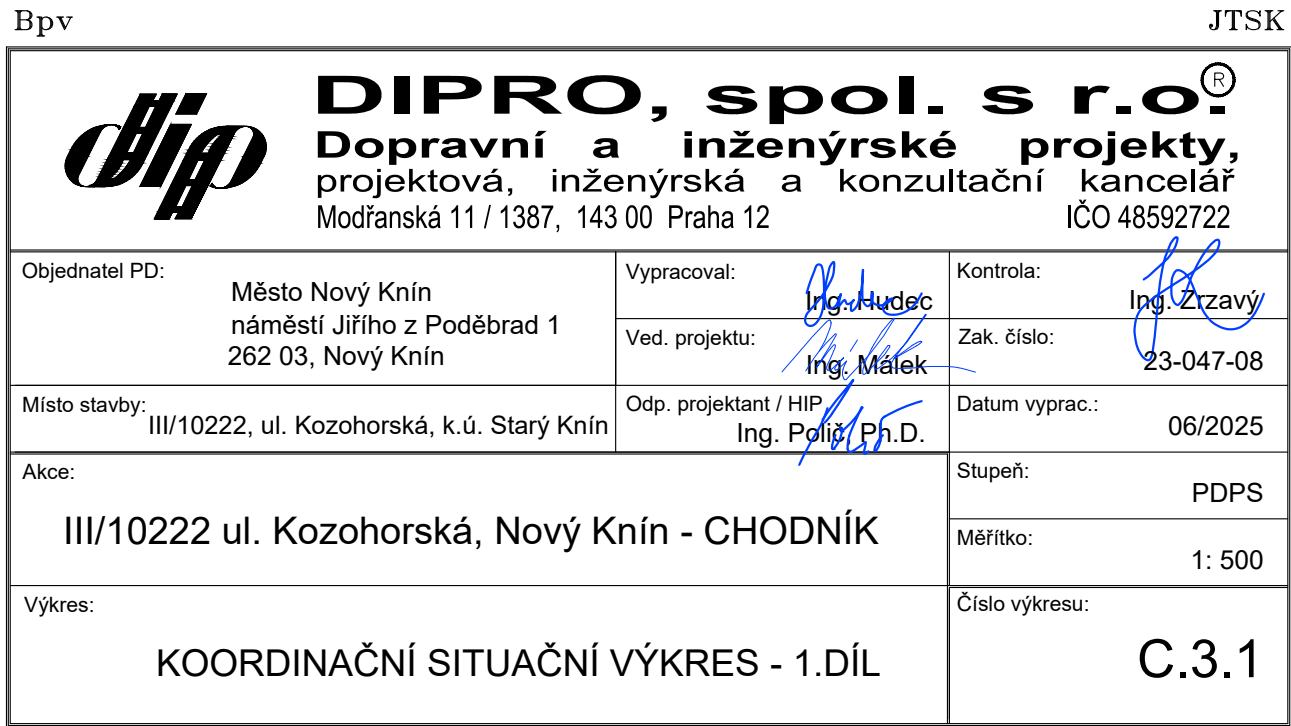 Bpv JTSK
dip
DIPRO, spol. s r.o.®
Dopravní a inženýrské projekty,
projektová, inženýrská a konzultační kancelář
Modřanská 11 / 1387, 143 00 Praha 12 IČO 48592722
Objednatel PD:
Město Nový Knín
náměstí Jiřího z Poděbrad 1
262 03, Nový Knín
Vypracoval:
Ing. Hudec
Kontrola:
Ing. Zrzavý
Ved. projektu:
Ing. Málek
Zak. číslo:
23-047-08
Místo stavby:
III/10222, ul. Kozohorská, k.ú. Starý Knín
Odp. projektant / HIP
Ing. Polič, Ph.D.
Datum vyprac.:
06/2025
Akce:
III/10222 ul. Kozohorská, Nový Knín - CHODNÍK
Stupeň:
PDPS
Měřítko:
1: 500
Výkres:
KOORDINAČNÍ SITUAČNÍ VÝKRES - 1.DÍL
Číslo výkresu:
C.3.1